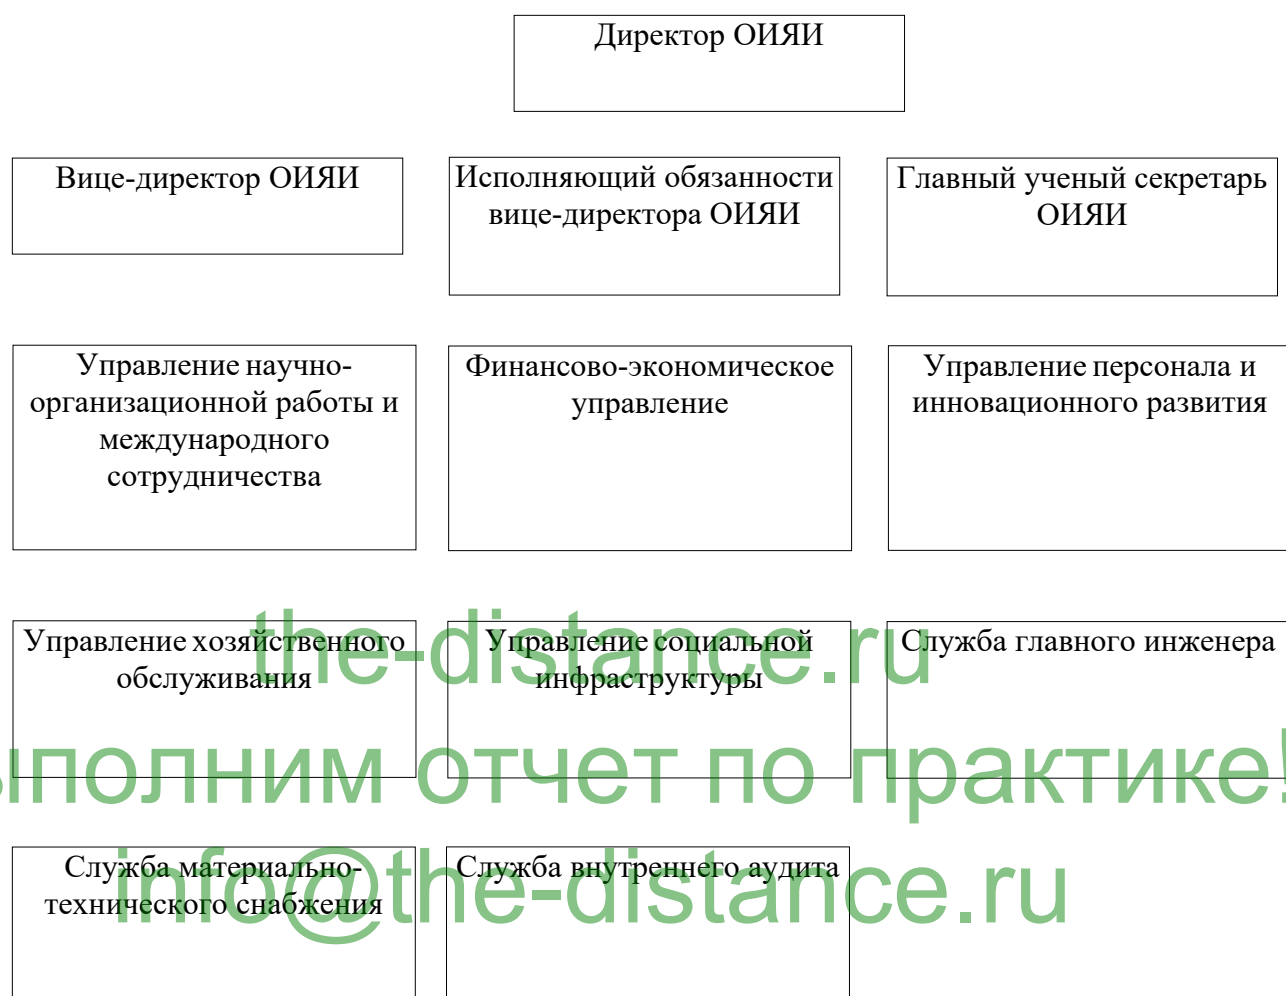 Директор ОИЯИ
Вице-директор ОИЯИ
Исполняющий обязанности
вице-директора ОИЯИ
Главный ученый секретарь
ОИЯИ
Управление научно-
организационной работы и
международного
сотрудничества
Финансово-экономическое
управление
Управление персонала и
инновационного развития
Управление хозяйственного
обслуживания
Управление социальной
инфраструктуры
Служба главного инженера
the-distance.ru
ыполним отчет по практике!
Служба материально-
технического снабжения
Служба внутреннего аудита
info@the-distance.ru